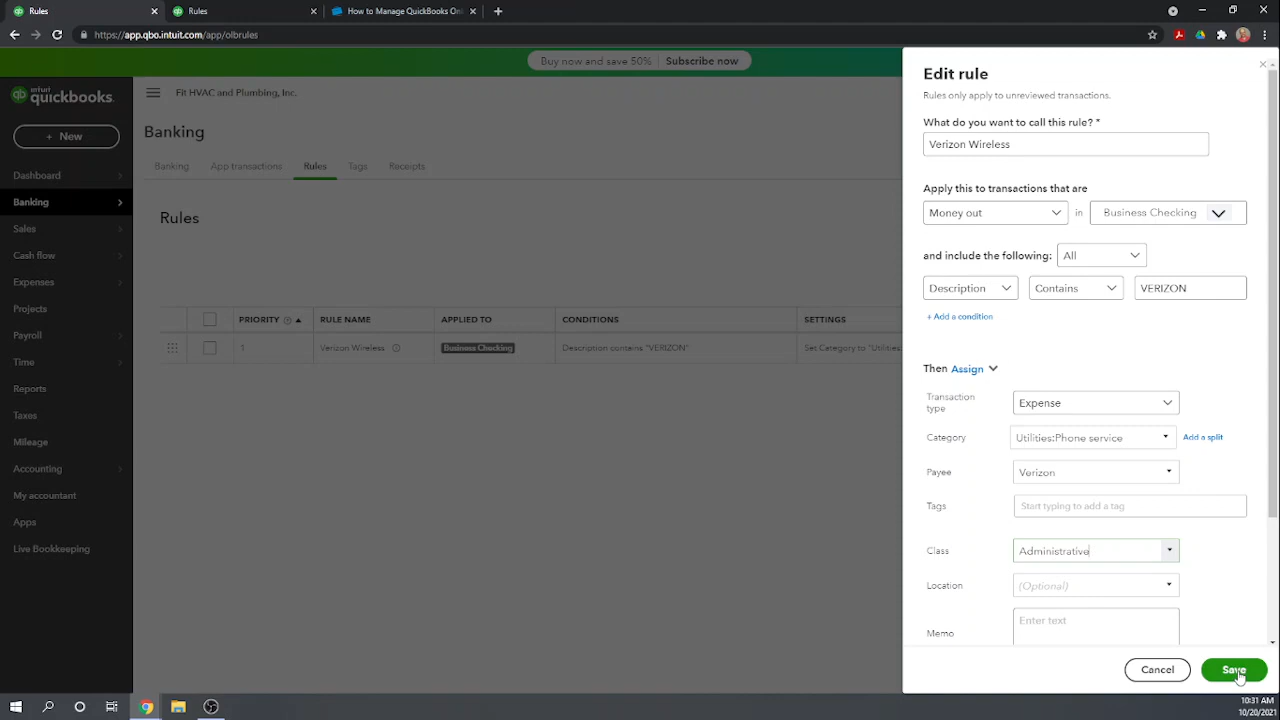 Rules
Rules
How to Manage QuickBooks Onl
https://app.qbo.intuit.com/app/olbrules
Buy now and save 50% Subscribe now
intuit
quickbooks.
Fit HVAC and Plumbing, Inc.
+ New
Dashboard
Banking
Sales
Cash flow
Expenses
Projects
Payroll
Time
Reports
Taxes
Mileage
Accounting
My accountant
Apps
Live Bookkeeping
Banking
Banking App transactions Rules Tags Receipts
Rules
PRIORITY RULE NAME APPLIED TO CONDITIONS SETTINGS
1 Verizon Wireless Business Checking Description contains "VERIZON" Set Category to "Utilities:
Edit rule
Rules only apply to unreviewed transactions.
What do you want to call this rule? *
Verizon Wireless
Apply this to transactions that are
Money out in Business Checking
and include the following: All
Description Contains VERIZON
+ Add a condition
Then Assign
Transaction
type
Expense
Category Utilities:Phone service Add a split
Payee Verizon
Tags Start typing to add a tag
Class Administrative
Location (Optional)
Memo Enter text
Cancel Save
10:31 AM
10/20/2021